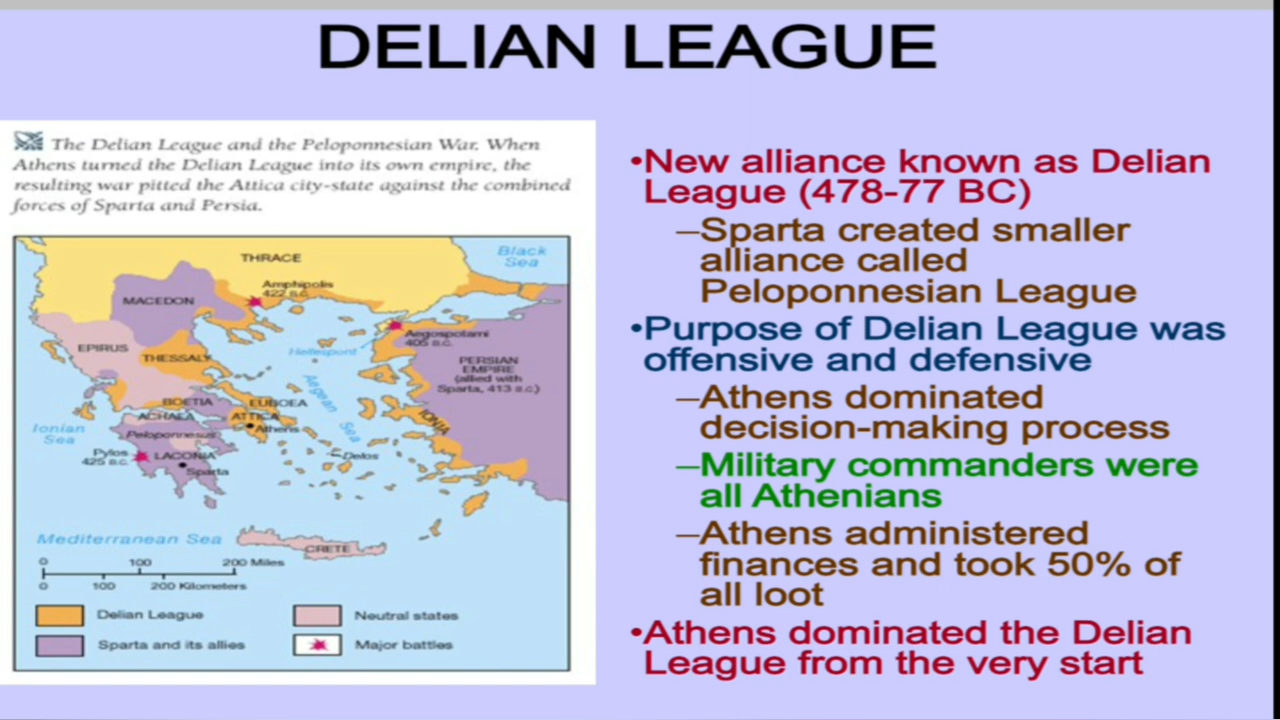 DELIAN LEAGUE
The Delian League and the Peloponnesian War. When
Athens turned the Delian League into its own empire, the
resulting war pitted the Attica city-state against the combined
forces of Sparta and Persia.
THRACE
Black
Sea
Amphipolis
422 B.C.
MACEDON
Aegospotami
405 B.C.
EPIRUS
Hellespont
THESSALY
PERSIAN
EMPIRE
(allied with
Sparta, 413 B.C.)
Aegean
Sea
BOETIA
EUBOEA
ACHAEA
ATTICA
IONIA
Athens
Ionian
Sea
Peloponnesus
Pylos
425 B.C.
LACONIA
Delos
Sparta
Mediterranean Sea
CRETE
0 100 200 Miles
0 100 200 Kilometers
Delian League
Neutral states
Sparta and its allies
Major battles
•New alliance known as Delian
League (478-77 BC)
–Sparta created smaller
alliance called
Peloponnesian League
•Purpose of Delian League was
offensive and defensive
–Athens dominated
decision-making process
–Military commanders were
all Athenians
–Athens administered
finances and took 50% of
all loot
•Athens dominated the Delian
League from the very start